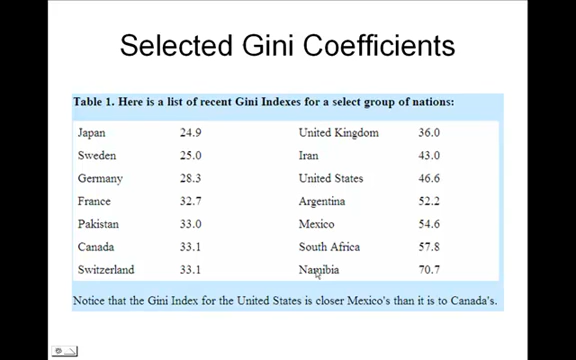 Selected Gini Coefficients
Table 1. Here is a list of recent Gini Indexes for a select group of nations:
Japan 24.9 United Kingdom 36.0
Sweden 25.0 Iran 43.0
Germany 28.3 United States 46.6
France 32.7 Argentina 52.2
Pakistan 33.0 Mexico 54.6
Canada 33.1 South Africa 57.8
Switzerland 33.1 Namibia 70.7
Notice that the Gini Index for the United States is closer Mexico's than it is to Canada's.